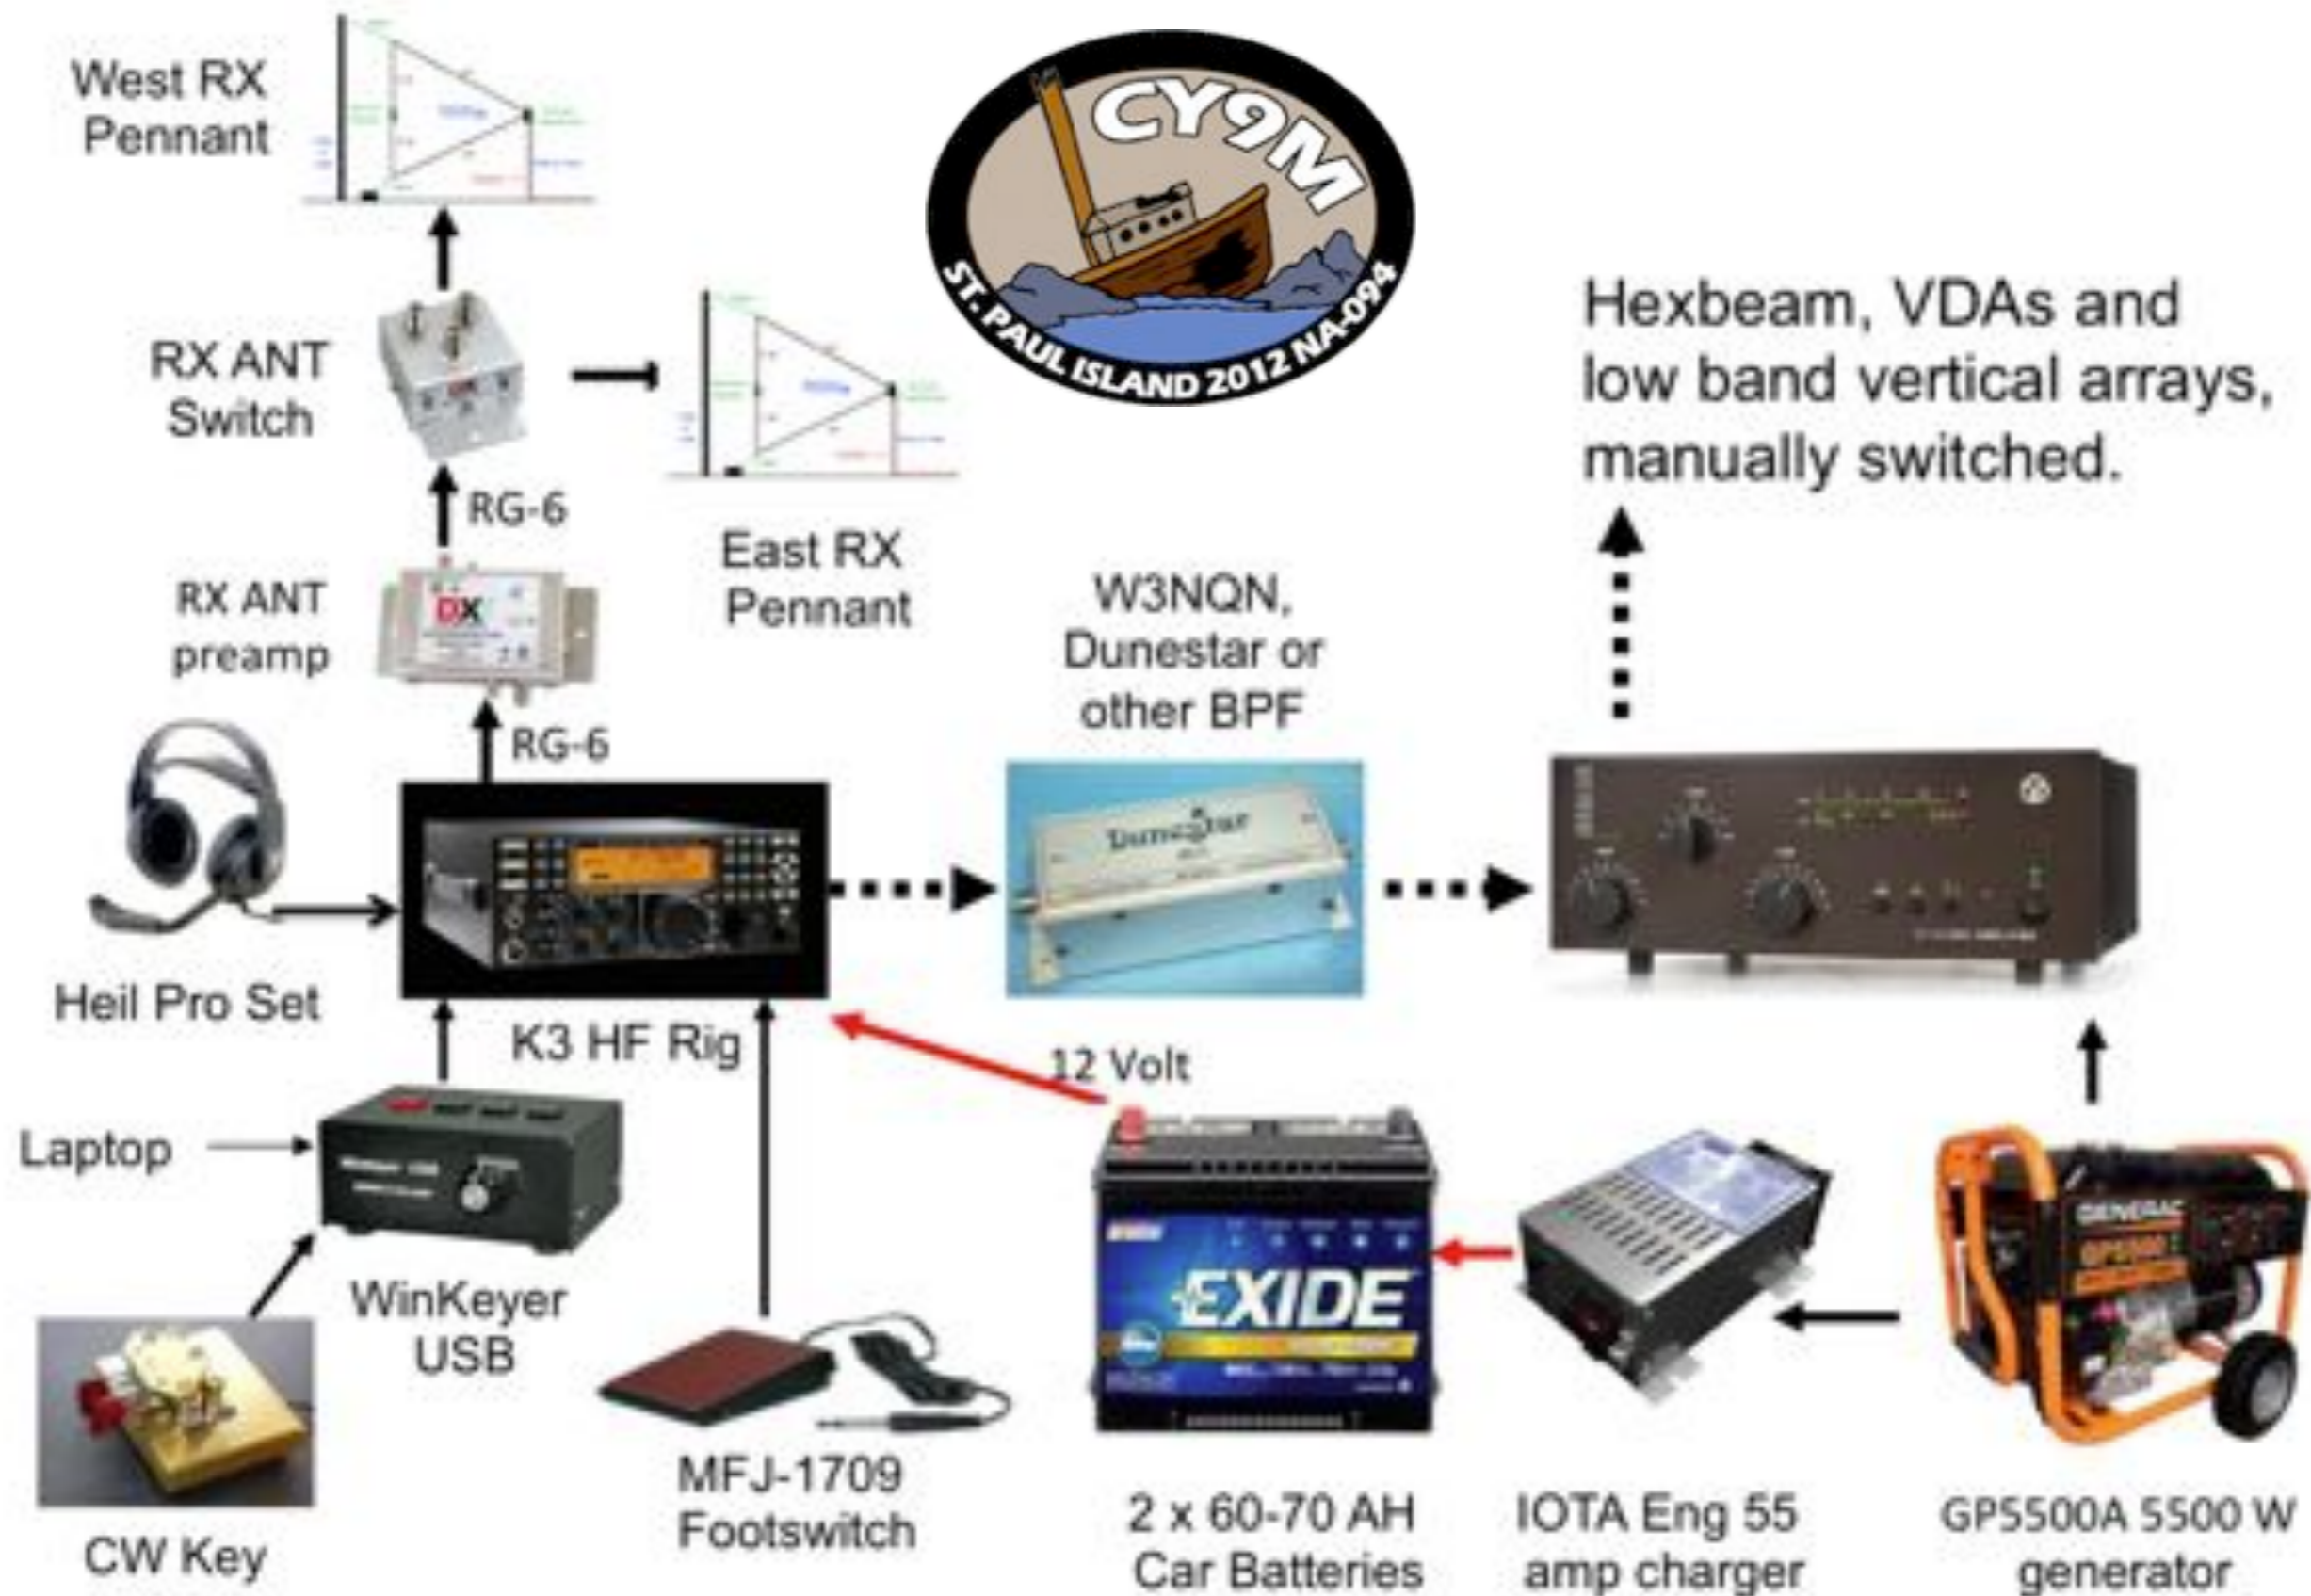 West RX
Pennant
CY9M
ST. PAUL ISLAND 2012 NA-094
RX ANT
Switch
Hexbeam, VDAs and
low band vertical arrays,
manually switched.
RG-6
East RX
Pennant
RX ANT
preamp
DX
W3NQN,
Dunestar or
other BPF
RG-6
Dunestar
Heil Pro Set
K3 HF Rig
12 Volt
Laptop
WinKeyer
USB
EXIDE
GENERAC
MFJ-1709
Footswitch
CW Key
2 x 60-70 AH
Car Batteries
IOTA Eng 55
amp charger
GP5500A 5500 W
generator